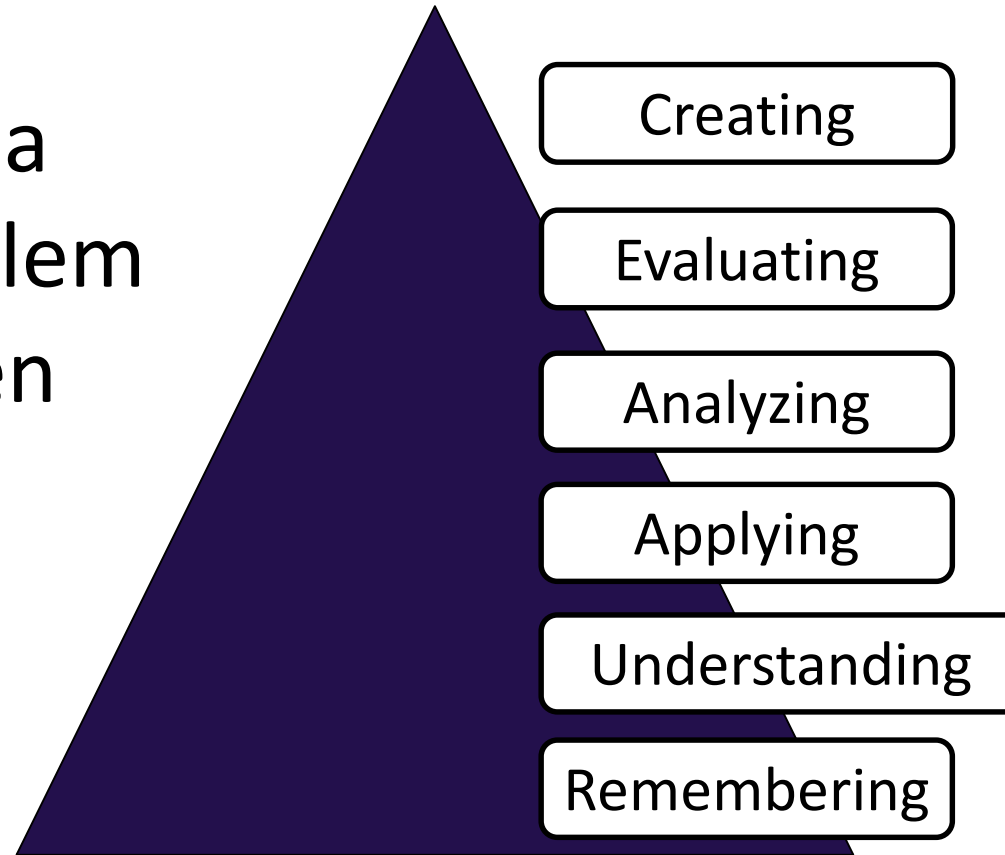 a
lem
en
Creating
Evaluating
Analyzing
Applying
Understanding
Remembering